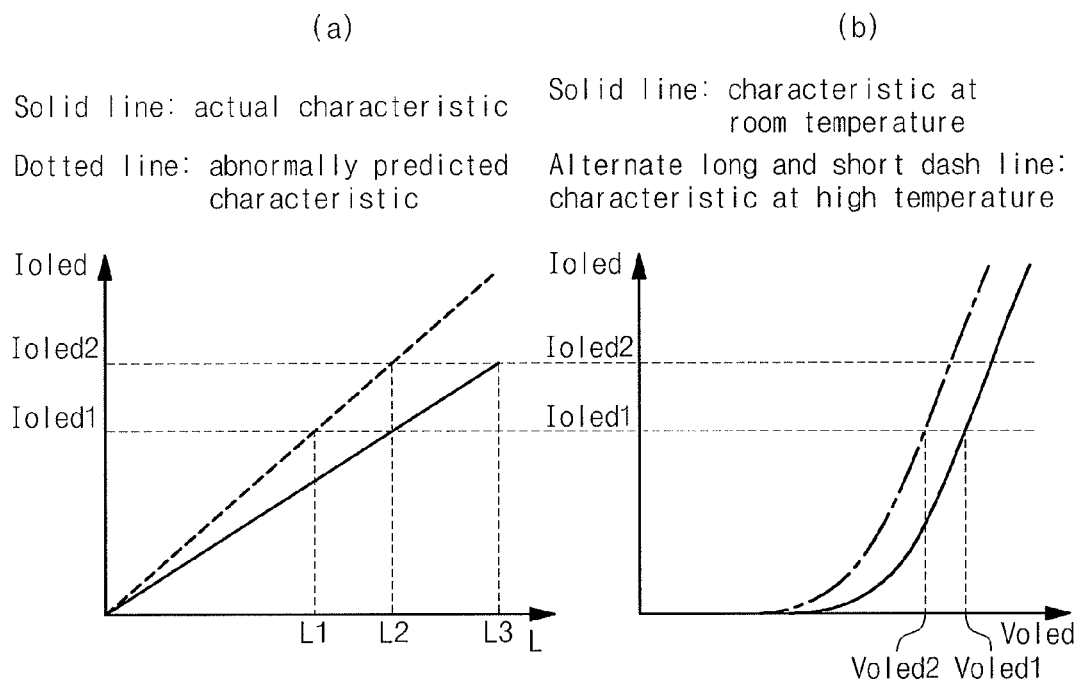 (a)
Solid line: actual characteristic
Dotted line: abnormally predicted
characteristic
Ioled
Ioled2
Ioled1
L1
L2
L3
L
(b)
Solid line: characteristic at
room temperature
Alternate long and short dash line:
characteristic at high temperature
Ioled
Ioled2
Ioled1
Voled
Voled2
Voled1